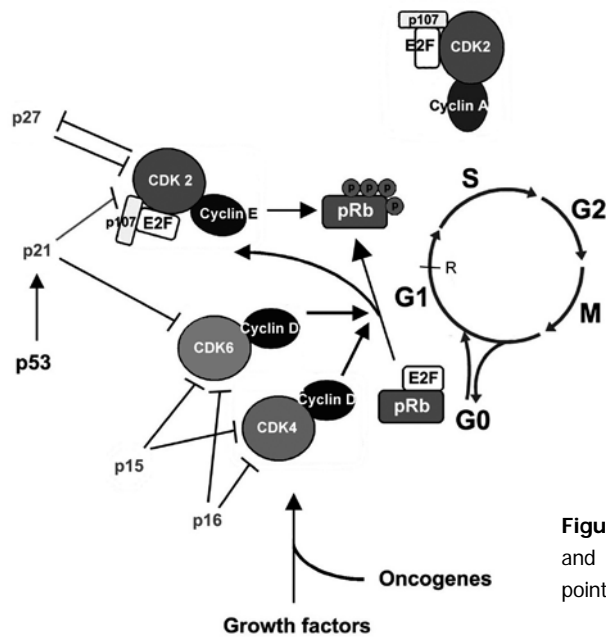 p107
E2F
CDK2
Cyclin A
p27
CDK 2
p107
E2F
Cyclin E
P P P
P
pRb
S
G2
R
G1
M
G0
p21
p53
CDK6
Cyclin D
CDK4
Cyclin D
E2F
pRb
p15
p16
Oncogenes
Growth factors
Figu
and
point